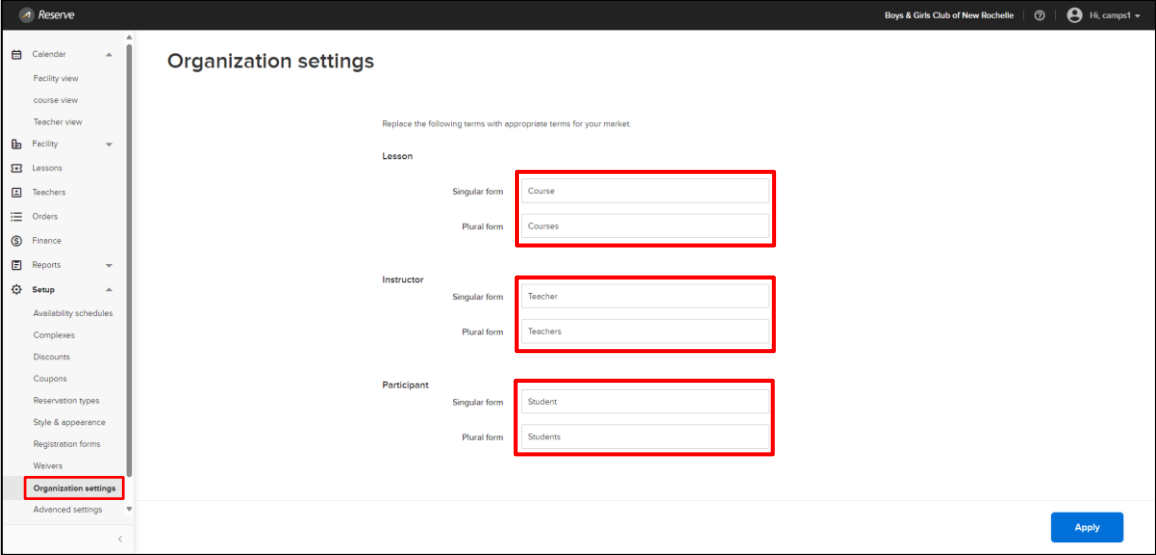 Reserve
Boys & Girls Club of New Rochelle
Hi, camps1
Calendar
Facility view
course view
Teacher view
Facility
Lessons
Teachers
Orders
Finance
Reports
Setup
Availability schedules
Complexes
Discounts
Coupons
Reservation types
Style & appearance
Registration forms
Waivers
Organization settings
Advanced settings
Organization settings
Replace the following terms with appropriate terms for your market.
Lesson
Singular form Course
Plural form Courses
Instructor
Singular form Teacher
Plural form Teachers
Participant
Singular form Student
Plural form Students
Apply